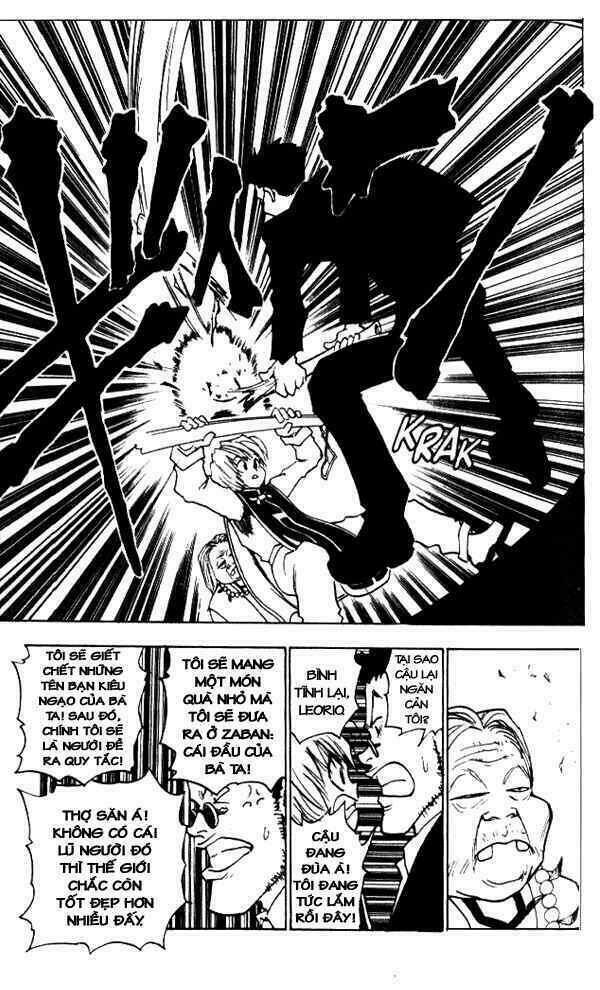 KRAK
TẠI SAO
CẬU LẠI
NGĂN
CẢN TÔI?
BÌNH
TĨNH LẠI,
LEORIO.
CẬU
ĐANG
ĐÙA À!
TÔI ĐANG
TỨC LẮM
RỒI ĐÂY!
TÔI SẼ MANG
MỘT MÓN
QUÀ NHỎ MÀ
TÔI SẼ ĐƯA
RA Ở ZABAN:
CÁI ĐẦU CỦA
BÀ TA!
TÔI SẼ GIẾT
CHẾT NHỮNG
TÊN BẠN KIÊU
NGẠO CỦA BÀ
TA! SAU ĐÓ,
CHÍNH TÔI SẼ
LÀ NGƯỜI ĐỀ
RA QUY TẮC!
THỢ SĂN Á!
KHÔNG CÓ CÁI
LŨ NGƯỜI ĐÓ
THÌ THẾ GIỚI
CHẮC CÒN
TỐT ĐẸP HƠN
NHIỀU ĐẤY.